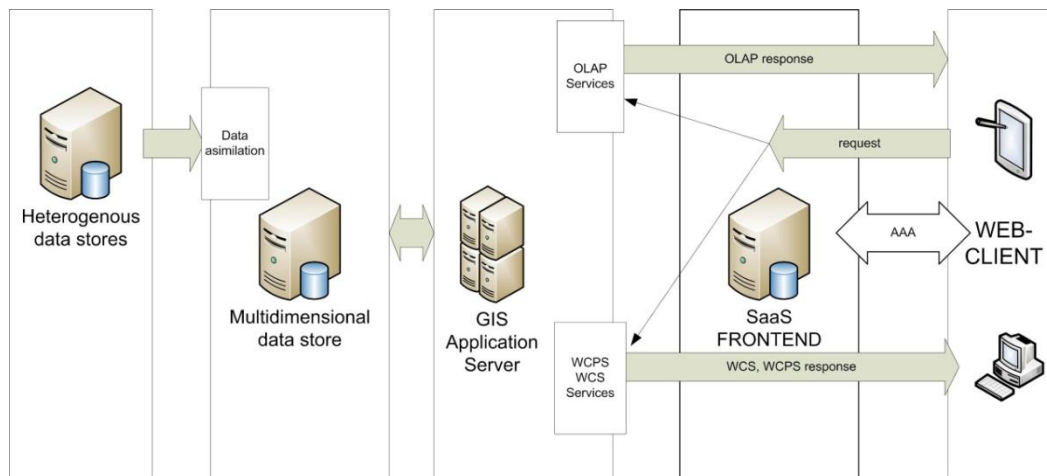 Heterogenous
data stores
Data
asimilation
Multidimensional
data store
GIS
Application
Server
OLAP
Services
WCPS
WCS
Services
OLAP response
request
AAA
SaaS
FRONTEND
WCS, WCPS response
WEB-
CLIENT